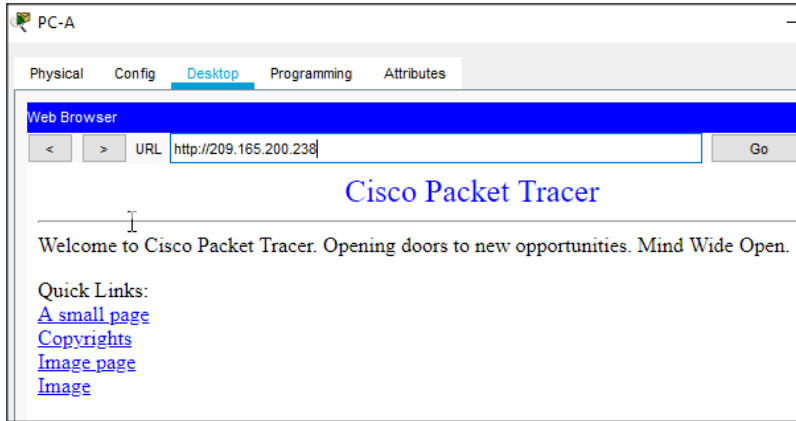 PC-A
Physical Config Desktop Programming Attributes
Web Browser
< > URL http://209.165.200.238 Go
Cisco Packet Tracer
Welcome to Cisco Packet Tracer. Opening doors to new opportunities. Mind Wide Open.
Quick Links:
A small page
Copyrights
Image page
Image